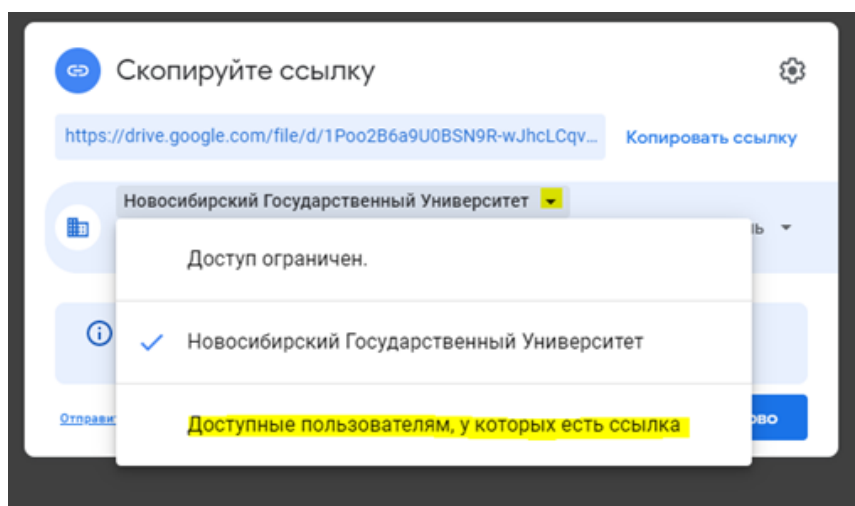 Скопируйте ссылку
https://drive.google.com/file/d/1Poo2B6a9U0BSN9R-wJhcLCqv...
Копировать ссылку
Новосибирский Государственный Университет
Доступ ограничен.
Новосибирский Государственный Университет
Доступные пользователям, у которых есть ссылка